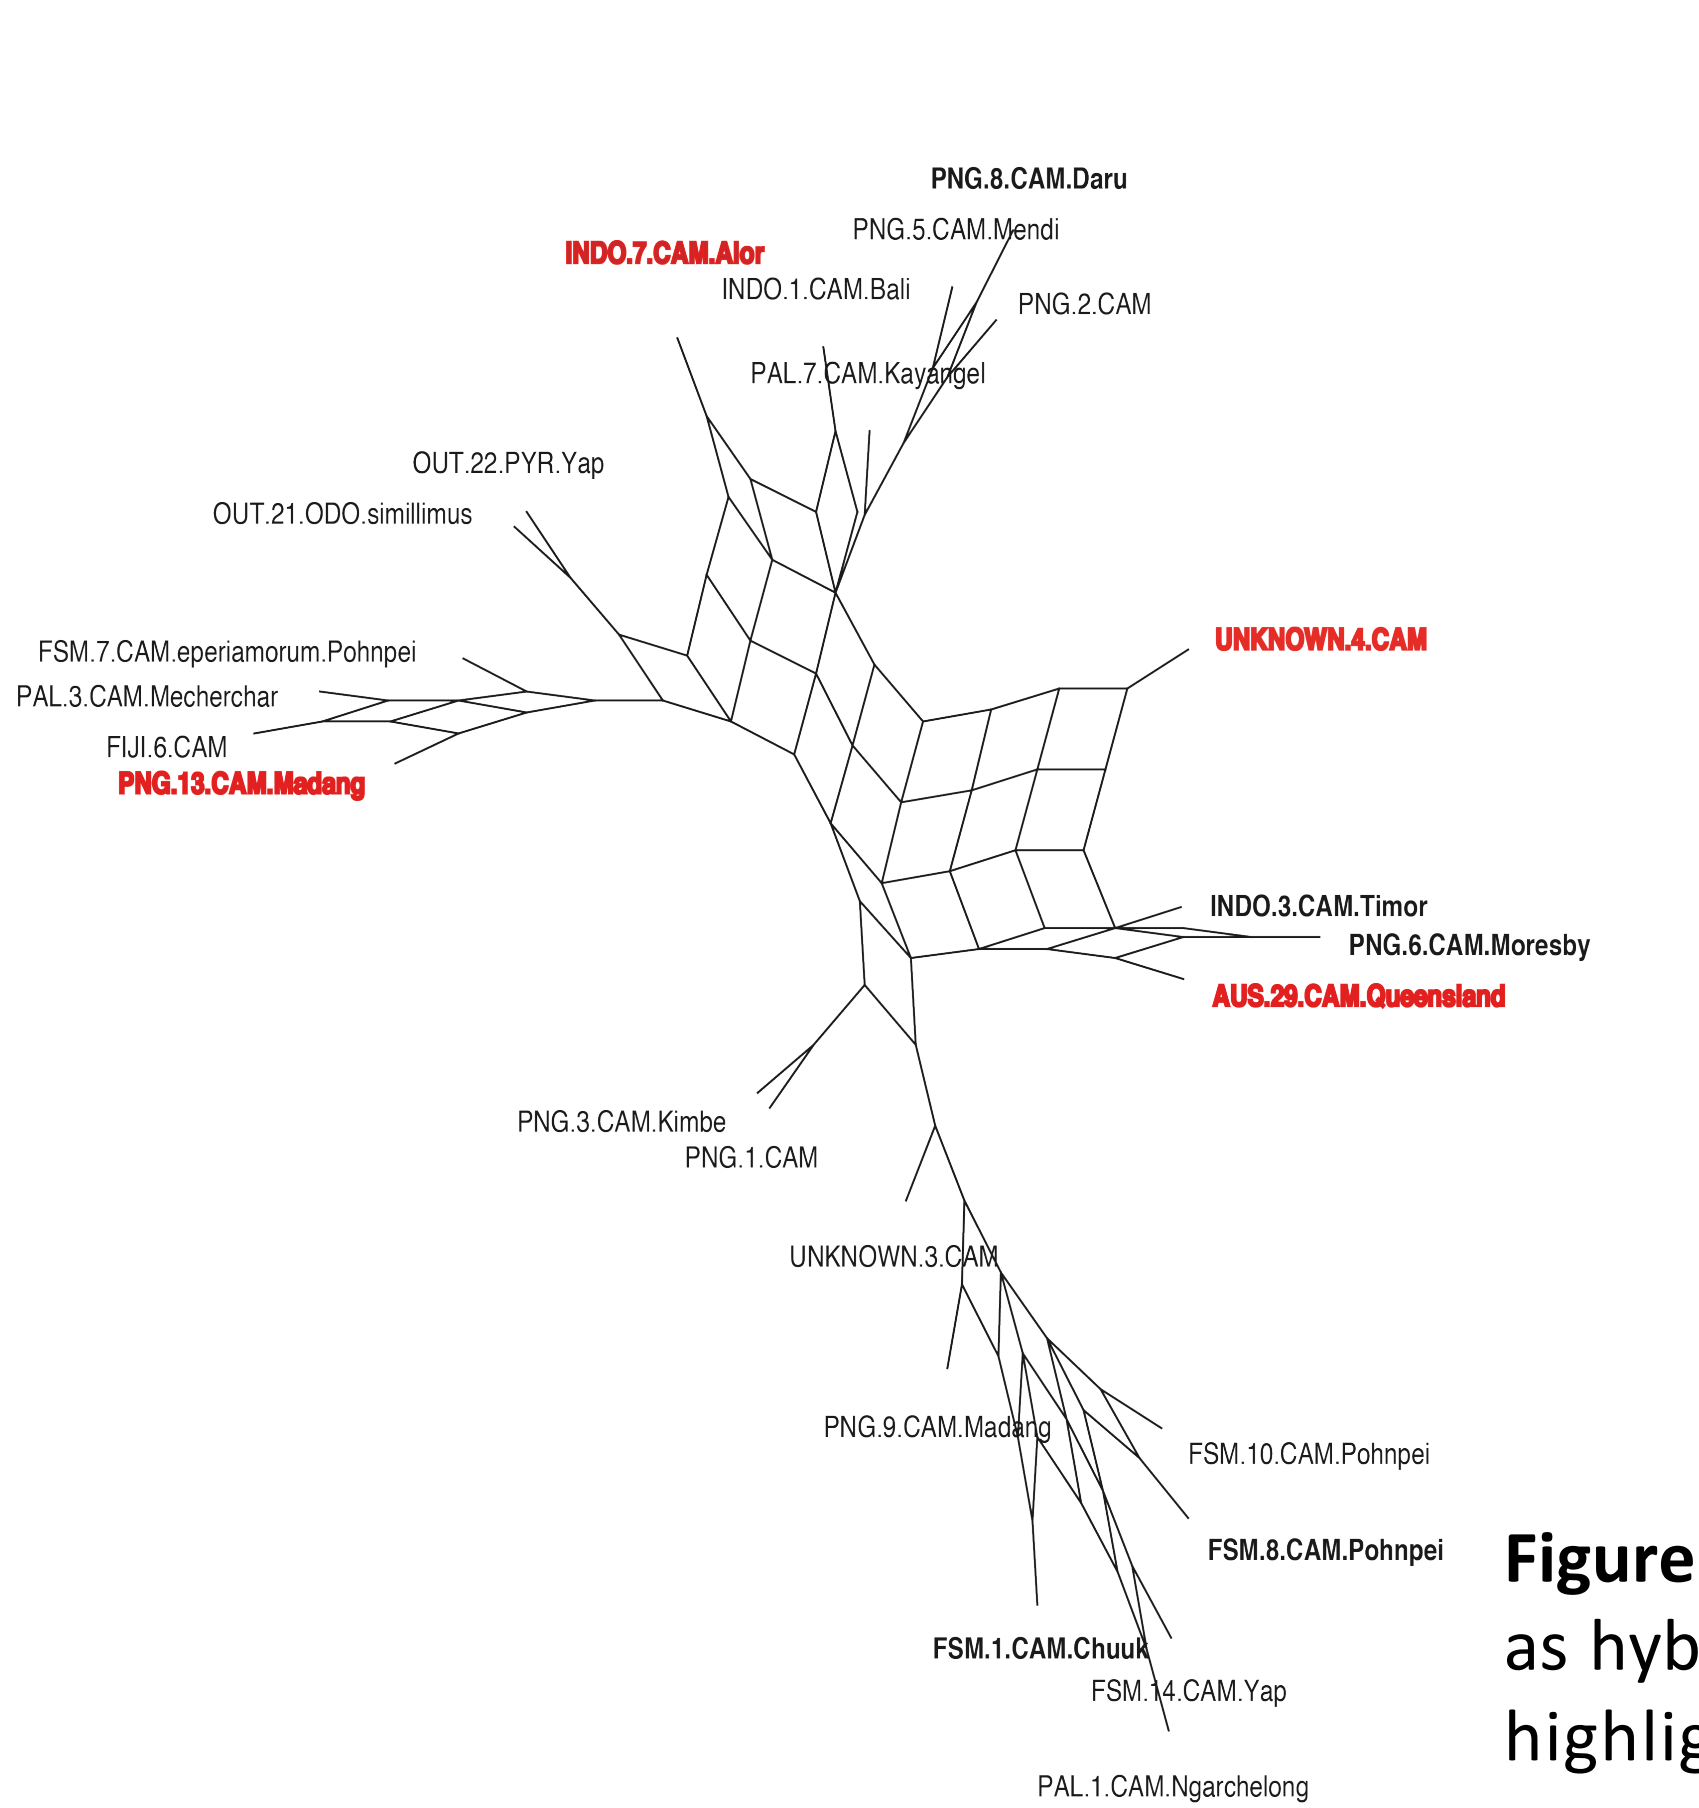 PNG.8.CAM.Daru
PNG.5.CAM.Mendi
INDO.7.CAM.Alor
INDO.1.CAM.Bali
PNG.2.CAM
PAL.7.CAM.Kayangel
OUT.22.PYR.Yap
OUT.21.ODO.simillimus
UNKNOWN.4.CAM
FSM.7.CAM.eperiamorum.Pohnpei
PAL.3.CAM.Mecherchar
FIJI.6.CAM
PNG.13.CAM.Madang
INDO.3.CAM.Timor
PNG.6.CAM.Moresby
AUS.29.CAM.Queensland
PNG.3.CAM.Kimbe
PNG.1.CAM
UNKNOWN.3.CAM
PNG.9.CAM.Madang
FSM.10.CAM.Pohnpei
FSM.8.CAM.Pohnpei
FSM.1.CAM.Chuuk
FSM.14.CAM.Yap
PAL.1.CAM.Ngarchelong
Figure
as hyb
highlig